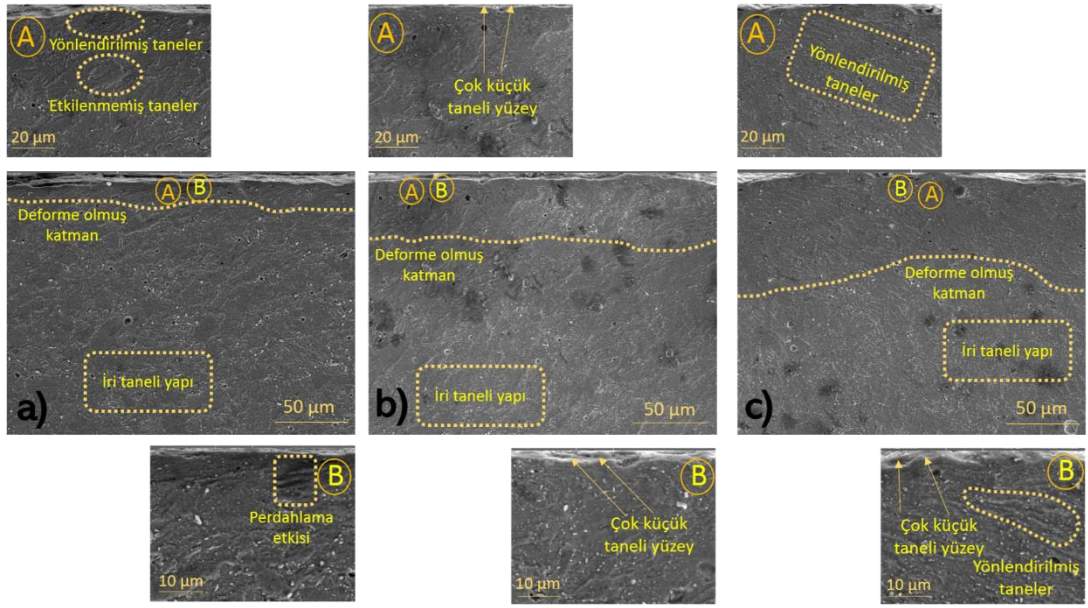 A
Yönlendirilmiş taneler
Etkilenmemiş taneler
20 µm
A
Çok küçük
taneli yüzey
20 µm
A
Yönlendirilmiş
taneler
20 µm
A
B
Deforme olmuş
katman
İri taneli yapı
a)
50 µm
A
B
Deforme olmuş
katman
İri taneli yapı
b)
50 µm
B
A
Deforme olmuş
katman
İri taneli yapı
c)
50 µm
B
Perdahlama
etkisi
10 µm
B
Çok küçük
taneli yüzey
10 µm
B
Çok küçük
taneli yüzey
Yönlendirilmiş
taneler
10 µm